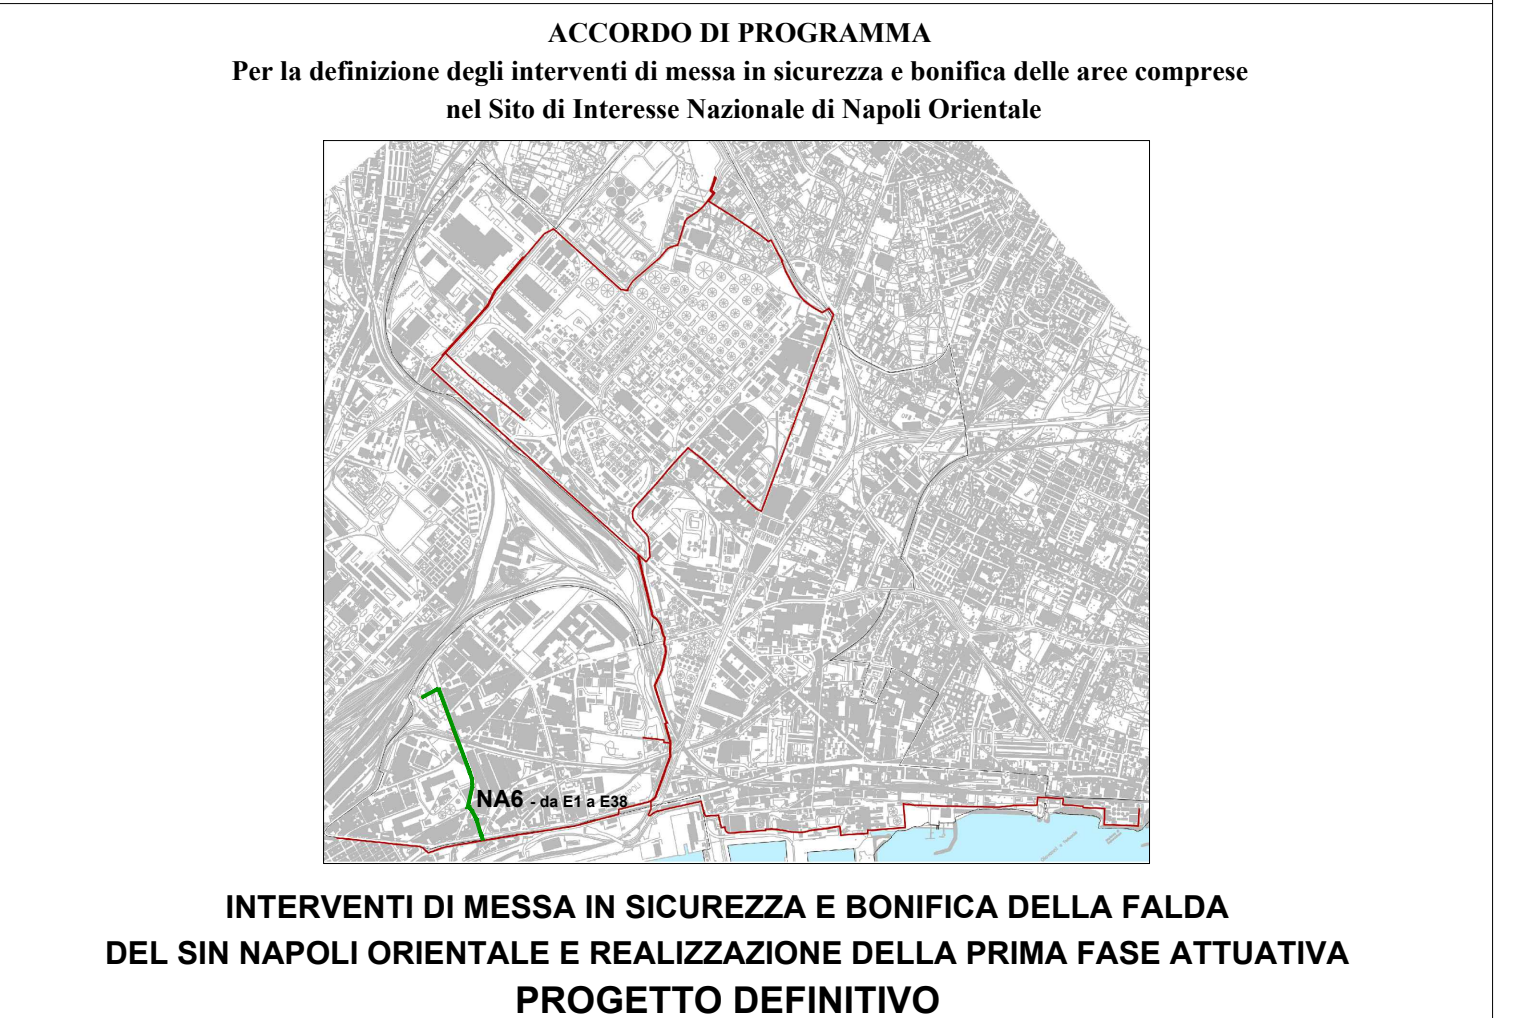 ACCORDO DI PROGRAMMA
Per la definizione degli interventi di messa in sicurezza e bonifica delle aree comprese
nel Sito di Interesse Nazionale di Napoli Orientale
NA6 - da E1 a E38
INTERVENTI DI MESSA IN SICUREZZA E BONIFICA DELLA FALDA
DEL SIN NAPOLI ORIENTALE E REALIZZAZIONE DELLA PRIMA FASE ATTUATIVA
PROGETTO DEFINITIVO